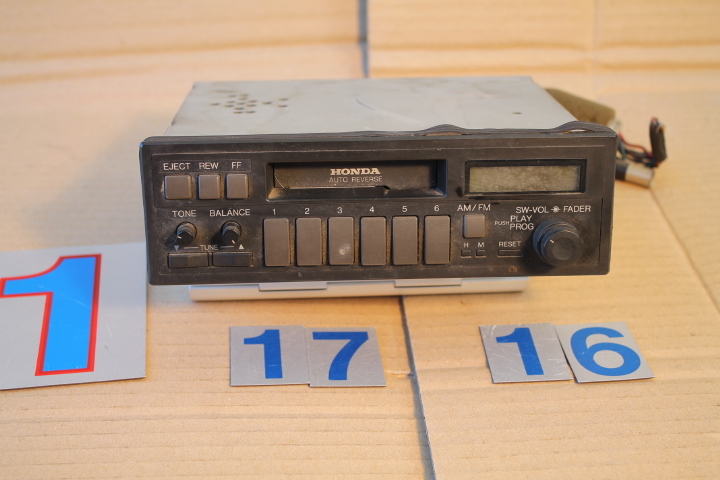 EJECT REW FF
HONDA
AUTO REVERSE
TONE BALANCE
TUNE
1 2 3 4 5 6
AM/FM
H M
SW-VOL FADER
PUSH PLAY
PROG
RESET
1
17
16